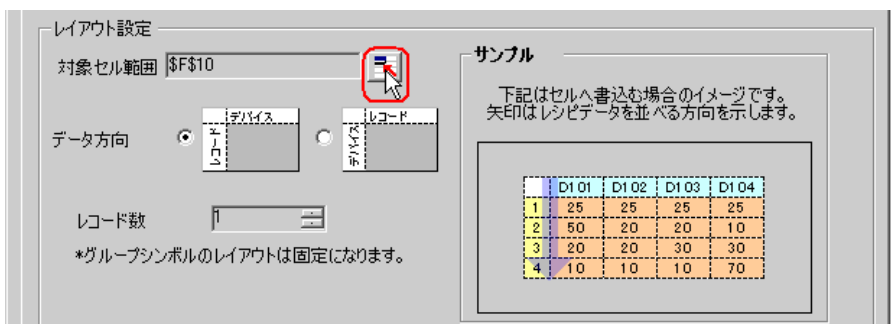 レイアウト設定
対象セル範囲 $F$10
データ方向
デバイス
レコード
レコード
デバイス
レコード数 1
*グループシンボルのレイアウトは固定になります。
サンプル
下記はセルへ書込む場合のイメージです。
矢印はレシピデータを並べる方向を示します。
D101 D102 D103 D104
1 25 25 25 25
2 50 20 20 10
3 20 20 30 30
4 10 10 10 70